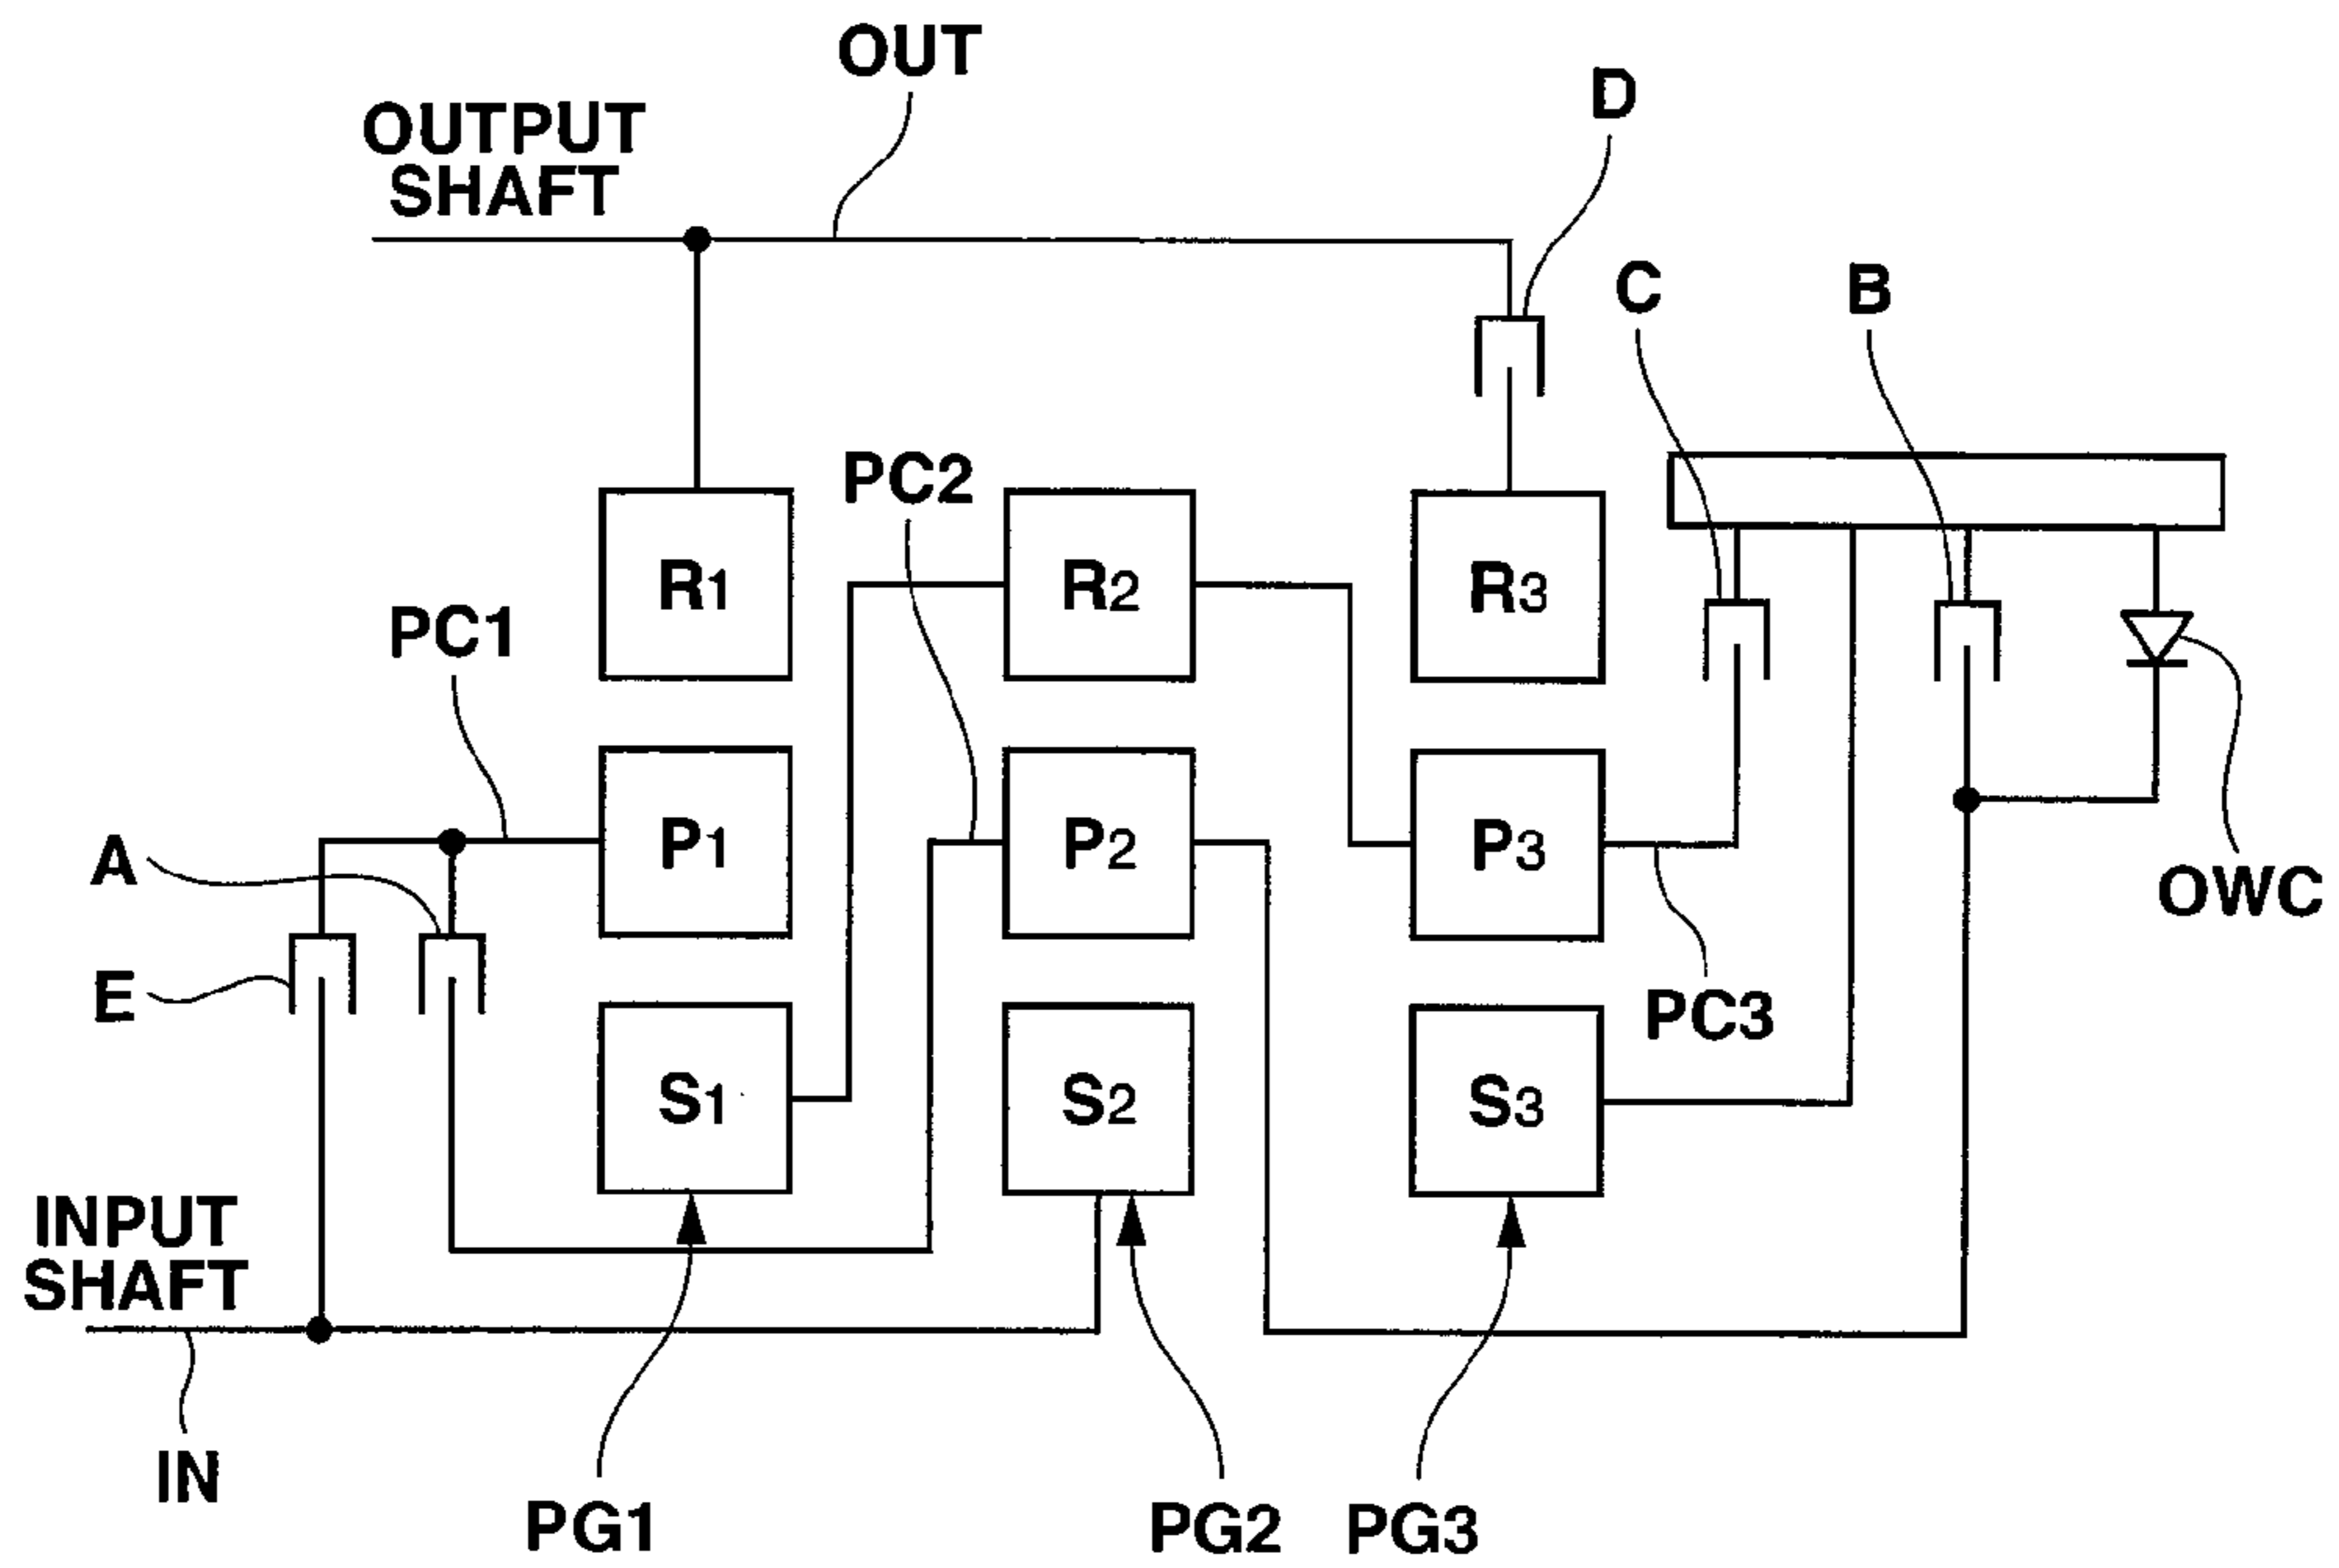 OUT
D
OUTPUT
SHAFT
C
B
PC2
R1
R2
R3
PC1
A
P1
P2
P3
OWC
E
PC3
S1
S2
S3
INPUT
SHAFT
IN
PG1
PG2
PG3